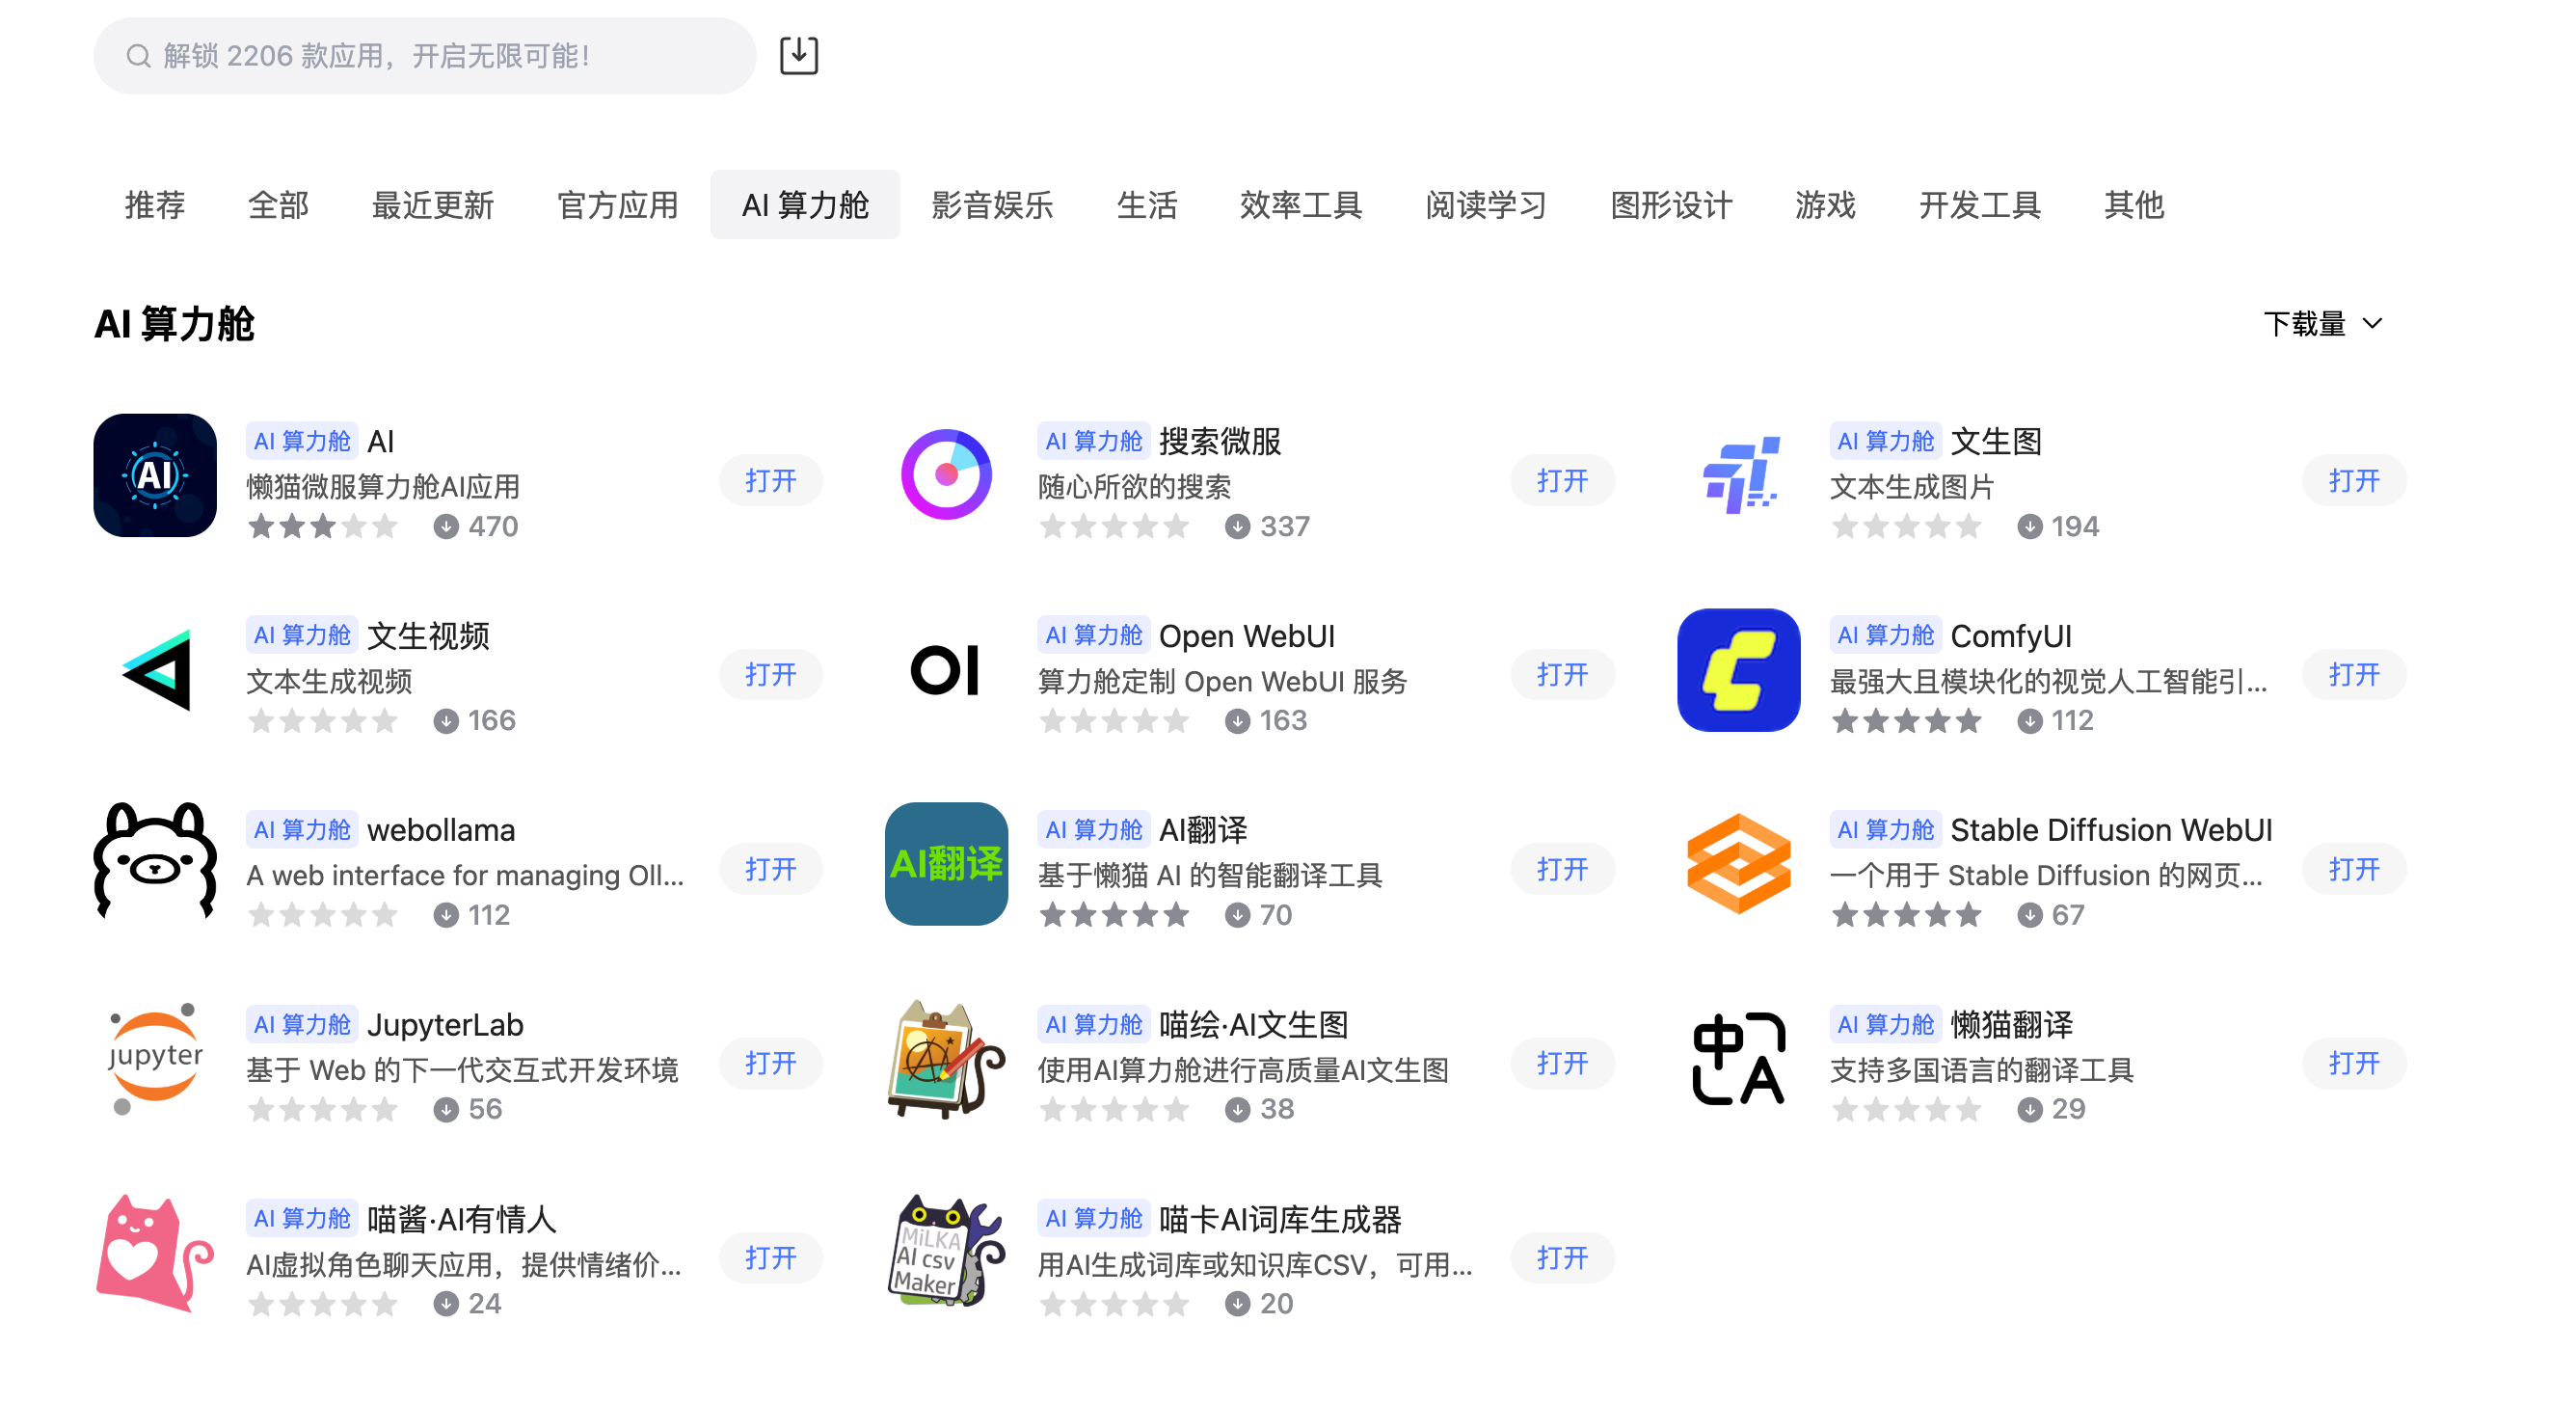 解锁 2206 款应用，开启无限可能！
推荐 全部 最近更新 官方应用 AI 算力舱 影音娱乐 生活 效率工具 阅读学习 图形设计 游戏 开发工具 其他
AI 算力舱
下载量
AI
AI 算力舱 AI
懒猫微服算力舱AI应用
470
打开
AI 算力舱 搜索微服
随心所欲的搜索
337
打开
AI 算力舱 文生图
文本生成图片
194
打开
AI 算力舱 文生视频
文本生成视频
166
打开
OI
AI 算力舱 Open WebUI
算力舱定制 Open WebUI 服务
163
打开
AI 算力舱 ComfyUI
最强大且模块化的视觉人工智能引...
112
打开
AI 算力舱 webollama
A web interface for managing Oll...
112
打开
AI翻译
AI 算力舱 AI翻译
基于懒猫 AI 的智能翻译工具
70
打开
AI 算力舱 Stable Diffusion WebUI
一个用于 Stable Diffusion 的网页...
67
打开
jupyter
AI 算力舱 JupyterLab
基于 Web 的下一代交互式开发环境
56
打开
AI 算力舱 喵绘·AI文生图
使用AI算力舱进行高质量AI文生图
38
打开
中A
AI 算力舱 懒猫翻译
支持多国语言的翻译工具
29
打开
AI 算力舱 喵酱·AI有情人
AI虚拟角色聊天应用，提供情绪价...
24
打开
MiLKA
AI csv
Maker
AI 算力舱 喵卡AI词库生成器
用AI生成词库或知识库CSV，可用...
20
打开